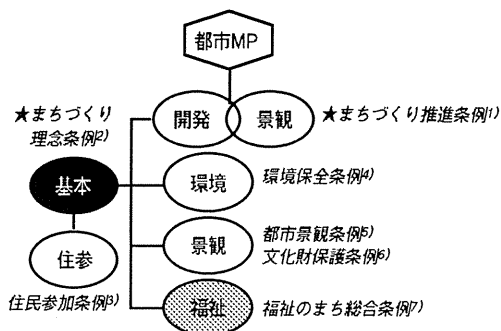 都市MP
★まちづくり
理念条例2)
開発
景観
★まちづくり推進条例1)
基本
環境
環境保全条例4)
景観
都市景観条例5)
文化財保護条例6)
住参
住民参加条例3)
福祉
福祉のまち総合条例7)